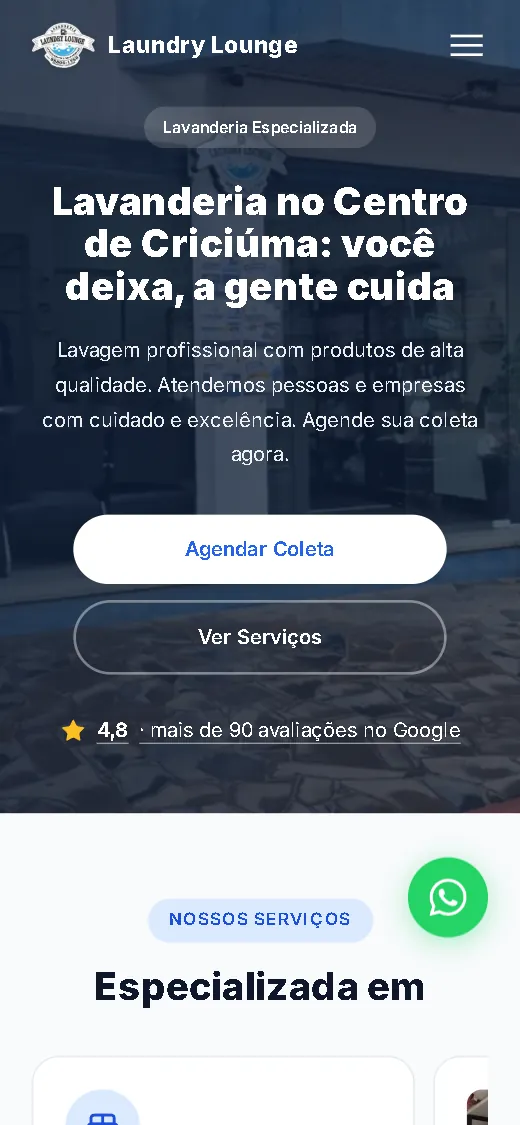 LAUNDRY LOUNGE
Laundry Lounge
Lavanderia Especializada
Lavanderia no Centro
de Criciúma: você
deixa, a gente cuida
Lavagem profissional com produtos de alta
qualidade. Atendemos pessoas e empresas
com cuidado e excelência. Agende sua coleta
agora.
Agendar Coleta
Ver Serviços
4,8 · mais de 90 avaliações no Google
NOSSOS SERVIÇOS
Especializada em